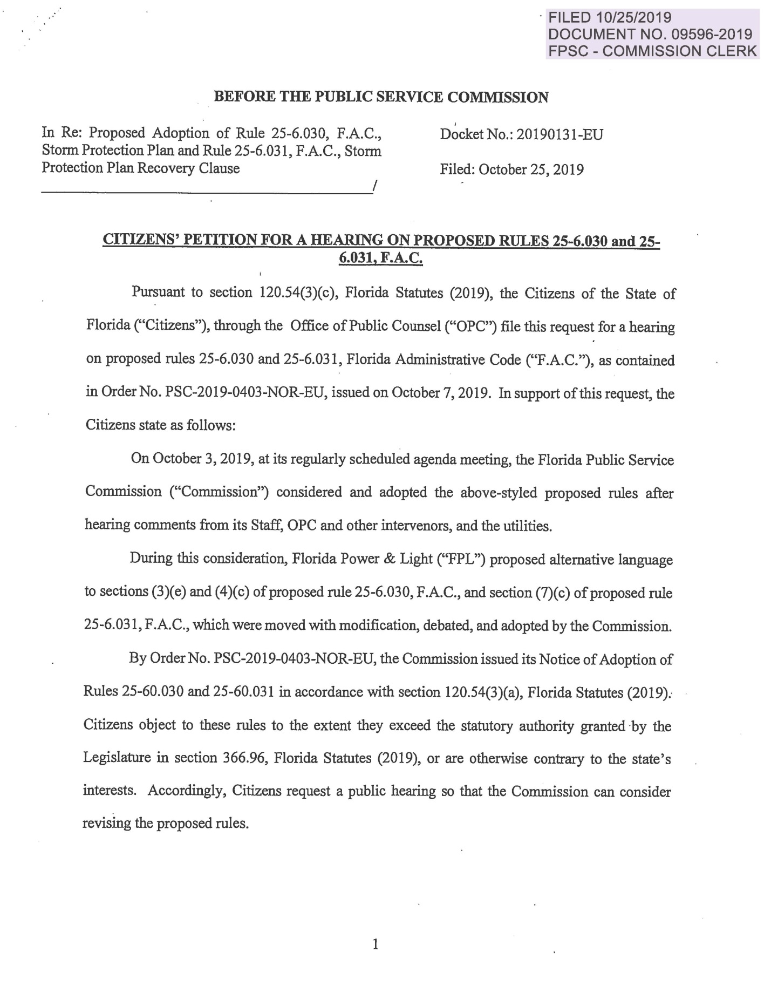 FILED 10/25/2019
DOCUMENT NO. 09596-2019
FPSC - COMMISSION CLERK
BEFORE THE PUBLIC SERVICE COMMISSION
In Re: Proposed Adoption of Rule 25-6.030, F.A.C.,
Storm Protection Plan and Rule 25-6.031, F.A.C., Storm
Protection Plan Recovery Clause
/
Docket No.: 20190131-EU
Filed: October 25, 2019
CITIZENS' PETITION FOR A HEARING ON PROPOSED RULES 25-6.030 and 25-
6.031, F.A.C.
Pursuant to section 120.54(3)(c), Florida Statutes (2019), the Citizens of the State of
Florida ("Citizens"), through the Office of Public Counsel ("OPC") file this request for a hearing
on proposed rules 25-6.030 and 25-6.031, Florida Administrative Code ("F.A.C."), as contained
in Order No. PSC-2019-0403-NOR-EU, issued on October 7, 2019. In support of this request, the
Citizens state as follows:
On October 3, 2019, at its regularly scheduled agenda meeting, the Florida Public Service
Commission ("Commission") considered and adopted the above-styled proposed rules after
hearing comments from its Staff, OPC and other intervenors, and the utilities.
During this consideration, Florida Power & Light ("FPL") proposed alternative language
to sections (3)(e) and (4)(c) of proposed rule 25-6.030, F.A.C., and section (7)(c) of proposed rule
25-6.031, F.A.C., which were moved with modification, debated, and adopted by the Commission.
By Order No. PSC-2019-0403-NOR-EU, the Commission issued its Notice of Adoption of
Rules 25-60.030 and 25-60.031 in accordance with section 120.54(3)(a), Florida Statutes (2019).
Citizens object to these rules to the extent they exceed the statutory authority granted by the
Legislature in section 366.96, Florida Statutes (2019), or are otherwise contrary to the state's
interests. Accordingly, Citizens request a public hearing so that the Commission can consider
revising the proposed rules.
1